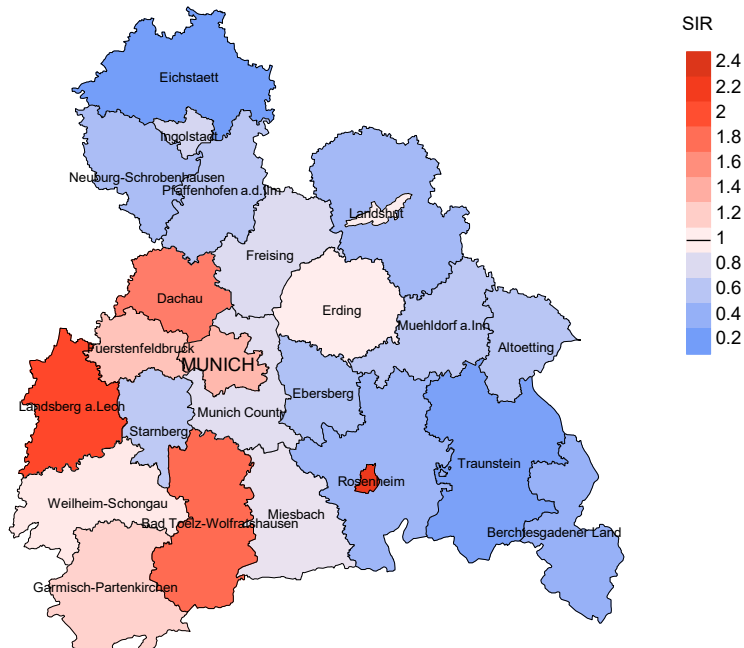 SIR
2.4
2.2
2
1.8
1.6
1.4
1.2
1
0.8
0.6
0.4
0.2
Eichstaett
Ingolstadt
Neuburg-Schrobenhausen
Pfaffenhofen a.d.Ilm
Landshut
Freising
Dachau
Erding
Muehldorf a.Inn
Altoetting
Fuerstenfeldbruck
MUNICH
Ebersberg
Landsberg a.Lech
Munich County
Starnberg
Traunstein
Rosenheim
Weilheim-Schongau
Miesbach
Bad Toelz-Wolfratshausen
Berchtesgadener Land
Garmisch-Partenkirchen